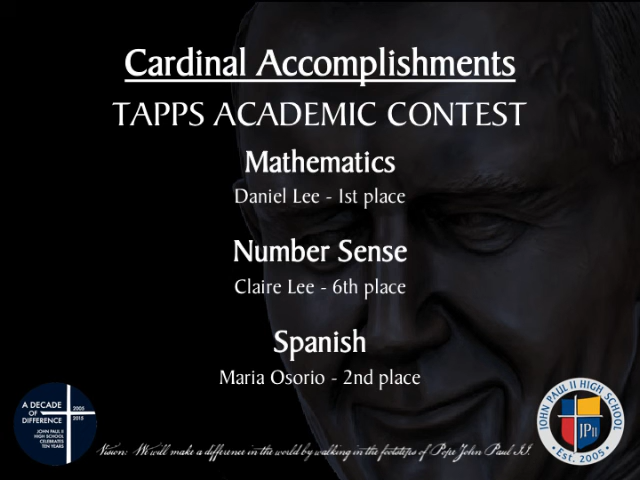 Cardinal Accomplishments
TAPPS ACADEMIC CONTEST
Mathematics
Daniel Lee - 1st place
Number Sense
Claire Lee - 6th place
Spanish
Maria Osorio - 2nd place
A DECADE
OF
DIFFERENCE
2005
2015
JOHN PAUL II
HIGH SCHOOL
CELEBRATES
TEN YEARS
Vision: We will make a difference in the world by walking in the footsteps of Pope John Paul II.
JOHN PAUL II HIGH SCHOOL
JPII
Est. 2005